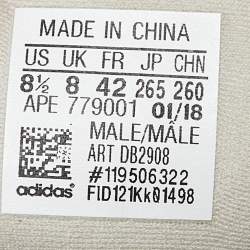 MADE IN CHINA
US UK FR JP CHN
8½ 8 42 265 260
APE 779001 01/18
MALE/MÂLE
ART DB2908
#119506322
adidas FID121Kk01498